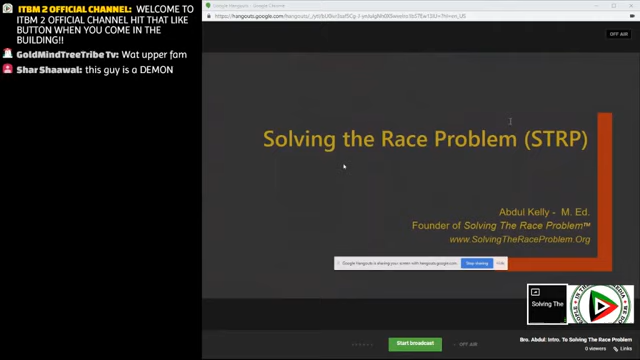 ITBM 2 OFFICIAL CHANNEL: WELCOME TO
ITBM 2 OFFICIAL CHANNEL HIT THAT LIKE
BUTTON WHEN YOU COME IN THE
BUILDING!!
GoldMindTreeTribe Tv: Wat upper fam
Shar Shaawal: this guy is a DEMON
Google Hangouts - Google Chrome
OFF AIR
Solving the Race Problem (STRP)
Abdul Kelly - M. Ed.
Founder of Solving The Race Problem™
www.SolvingTheRaceProblem.Org
Google Hangouts is sharing your screen with hangouts.google.com.
Stop sharing
Hide
Solving The
Start broadcast
OFF AIR
Bro. Abdul: Intro. To Solving The Race Problem
0 viewers
Links